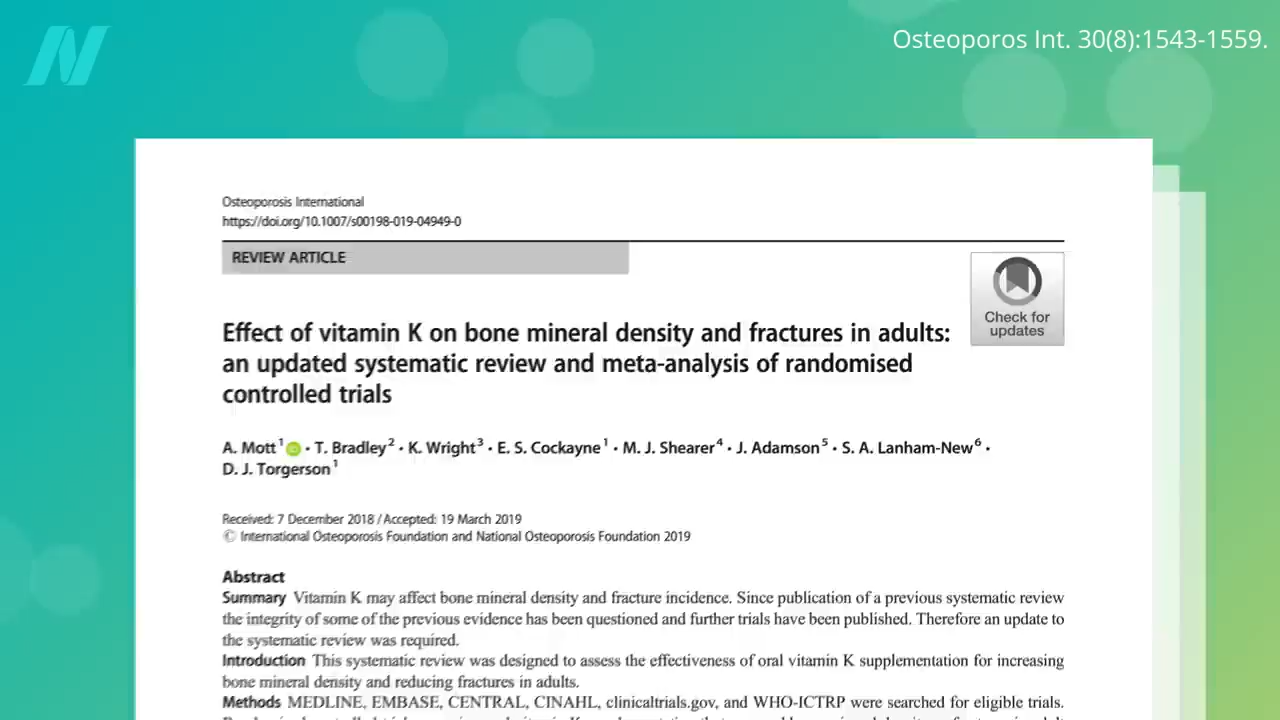 Osteoporos Int. 30(8):1543-1559.
Osteoporosis International
https://doi.org/10.1007/s00198-019-04949-0
REVIEW ARTICLE
Check for
updates
Effect of vitamin K on bone mineral density and fractures in adults:
an updated systematic review and meta-analysis of randomised
controlled trials
A. Mott 1 · T. Bradley 2 · K. Wright 3 · E. S. Cockayne 1 · M. J. Shearer 4 · J. Adamson 5 · S. A. Lanham-New 6 ·
D. J. Torgerson 1
Received: 7 December 2018 / Accepted: 19 March 2019
© International Osteoporosis Foundation and National Osteoporosis Foundation 2019
Abstract
Summary Vitamin K may affect bone mineral density and fracture incidence. Since publication of a previous systematic review
the integrity of some of the previous evidence has been questioned and further trials have been published. Therefore an update to
the systematic review was required.
Introduction This systematic review was designed to assess the effectiveness of oral vitamin K supplementation for increasing
bone mineral density and reducing fractures in adults.
Methods MEDLINE, EMBASE, CENTRAL, CINAHL, clinicaltrials.gov, and WHO-ICTRP were searched for eligible trials.